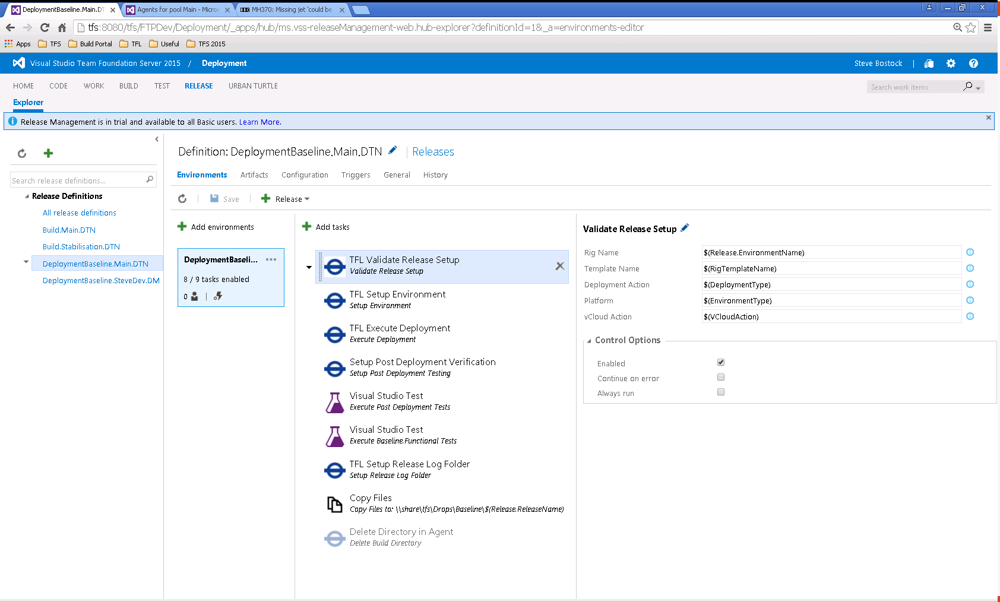 DeploymentBaseline.Main.DT
Agents for pool Main - Micros
BBC MH370: Missing jet 'could be
tfs:8080/tfs/FTPDev/Deployment/_apps/hub/ms.vss-releaseManagement-web.hub-explorer?definitionId=1&_a=environments-editor
Apps TFS Build Portal TFL Useful TFS 2015
Visual Studio Team Foundation Server 2015 / Deployment
Steve Bostock |
HOME CODE WORK BUILD TEST RELEASE URBAN TURTLE
Search work items
Explorer
Release Management is in trial and available to all Basic users. Learn More.
Search release definitions...
Release Definitions
All release definitions
Build.Main.DTN
Build.Stabilisation.DTN
DeploymentBaseline.Main.DTN
DeploymentBaseline.SteveDev.DM
Definition: DeploymentBaseline.Main.DTN | Releases
Environments Artifacts Configuration Triggers General History
Save Release
Add environments
DeploymentBaseli... ...
8 / 9 tasks enabled
0 |
Add tasks
TFL Validate Release Setup
Validate Release Setup
TFL Setup Environment
Setup Environment
TFL Execute Deployment
Execute Deployment
Setup Post Deployment Verification
Setup Post Deployment Testing
Visual Studio Test
Execute Post Deployment Tests
Visual Studio Test
Execute Baseline.Functional Tests
TFL Setup Release Log Folder
Setup Release Log Folder
Copy Files
Copy Files to: \\share\tfs\Drops\Baseline\$(Release.ReleaseName)
Delete Directory in Agent
Delete Build Directory
Validate Release Setup
Rig Name $(Release.EnvironmentName)
Template Name $(RigTemplateName)
Deployment Action $(DeploymentType)
Platform $(EnvironmentType)
vCloud Action $(VCloudAction)
Control Options
Enabled
Continue on error
Always run